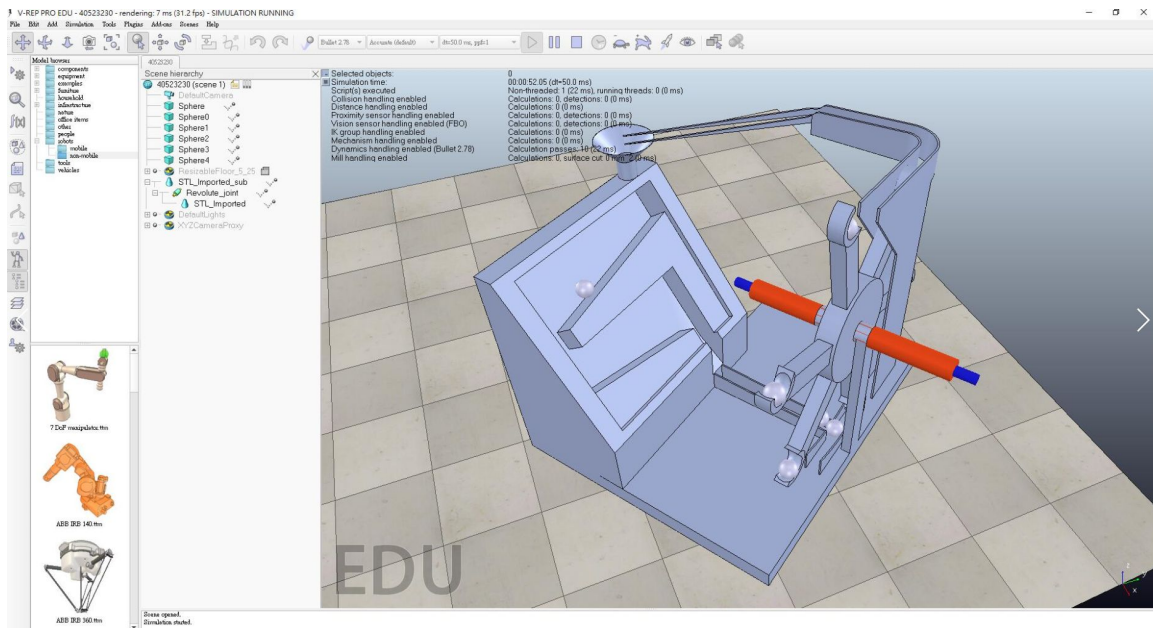 V-REP PRO EDU - 40523230 - rendering: 7 ms (31.2 fps) - SIMULATION RUNNING
File Edit Add Simulation Tools Plugins Add-ons Scenes Help
Bullet 2.78 Accurate (default) dt=50.0 ms, ppf=1
Model browser
components
equipment
examples
furniture
household
infrastructure
nature
office items
other
people
robots
mobile
non-mobile
tools
vehicles
7 DoF manipulator.ttm
ABB IRB 140.ttm
ABB IRB 360.ttm
40523230
Scene hierarchy
40523230 (scene 1)
DefaultCamera
Sphere
Sphere0
Sphere1
Sphere2
Sphere3
Sphere4
ResizableFloor_5_25
STL_Imported_sub
Revolute_joint
STL_Imported
DefaultLights
XYZCameraProxy
Selected objects: 0
Simulation time: 00:00:52.05 (dt=50.0 ms)
Script(s) executed Non-threaded: 1 (22 ms), running threads: 0 (0 ms)
Collision handling enabled Calculations: 0, detections: 0 (0 ms)
Distance handling enabled Calculations: 0 (0 ms)
Proximity sensor handling enabled Calculations: 0, detections: 0 (0 ms)
Vision sensor handling enabled (FBO) Calculations: 0, detections: 0 (0 ms)
IK group handling enabled Calculations: 0 (0 ms)
Mechanism handling enabled Calculations: 0 (0 ms)
Dynamics handling enabled (Bullet 2.78) Calculation passes: 10 (22 ms)
Mill handling enabled Calculations: 0, surface cut: 0 (0 ms)
EDU
z
y
x
Scene opened.
Simulation started.